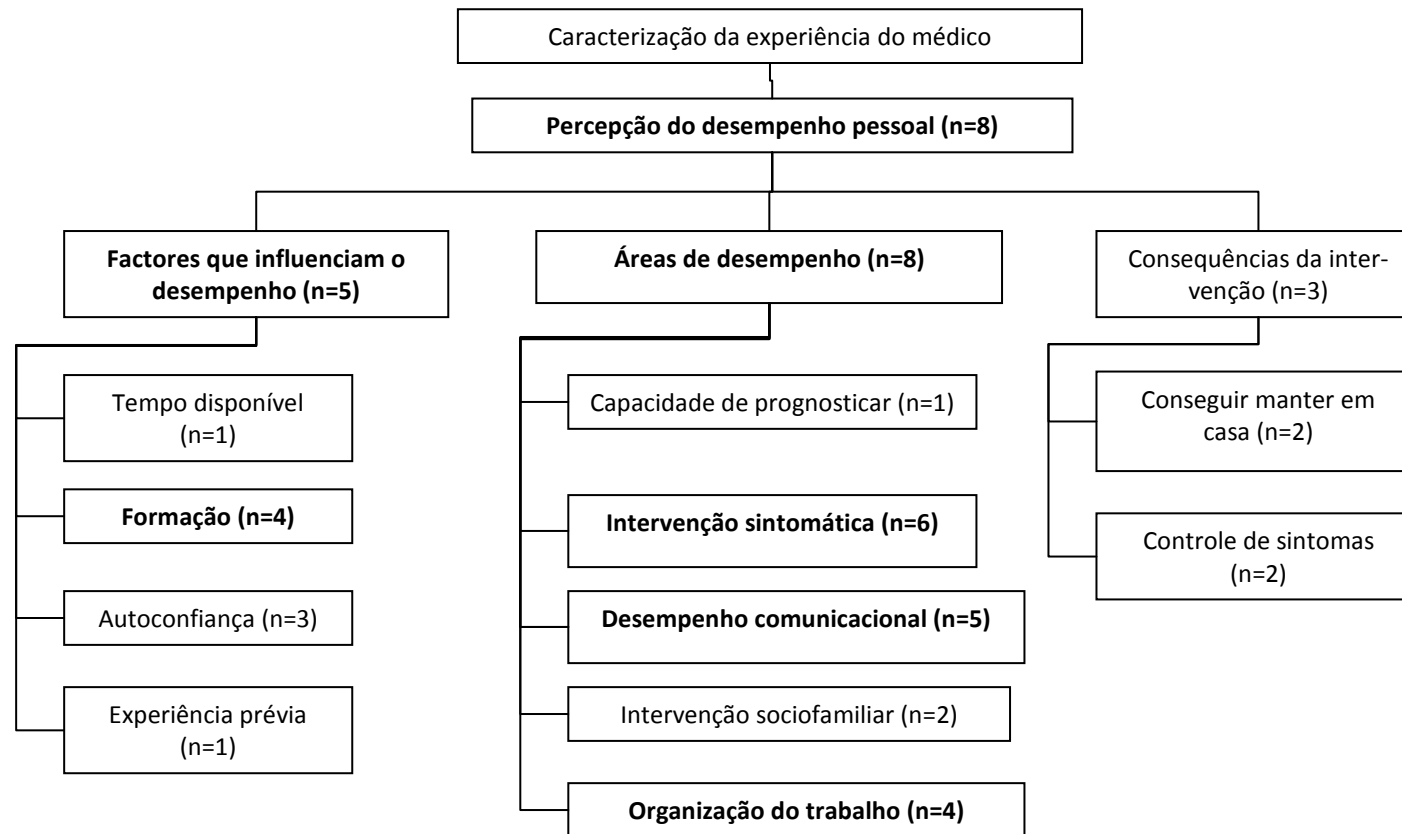 Caracterização da experiência do médico
Percepção do desempenho pessoal (n=8)
Factores que influenciam o
desempenho (n=5)
Tempo disponível
(n=1)
Formação (n=4)
Autoconfiança (n=3)
Experiência prévia
(n=1)
Áreas de desempenho (n=8)
Capacidade de prognosticar (n=1)
Intervenção sintomática (n=6)
Desempenho comunicacional (n=5)
Intervenção sociofamiliar (n=2)
Organização do trabalho (n=4)
Consequências da inter-
venção (n=3)
Conseguir manter em
casa (n=2)
Controle de sintomas
(n=2)